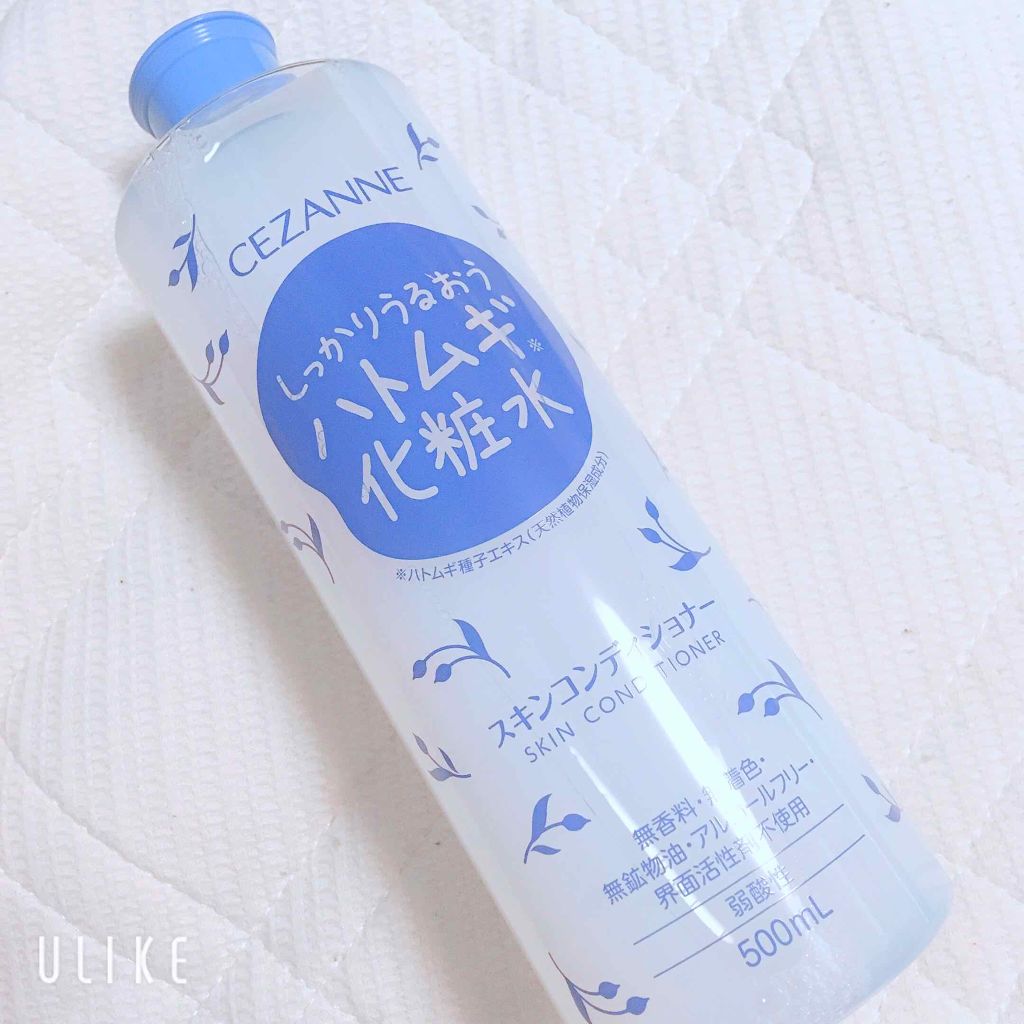 CEZANNE
しっかりうるおう
ハトムギ※
化粧水
※ハトムギ種子エキス(天然植物保湿成分)
スキンコンディショナー
SKIN CONDITIONER
無香料・無着色・
無鉱物油・アルコールフリー・
界面活性剤不使用
弱酸性
500mL
ULIKE